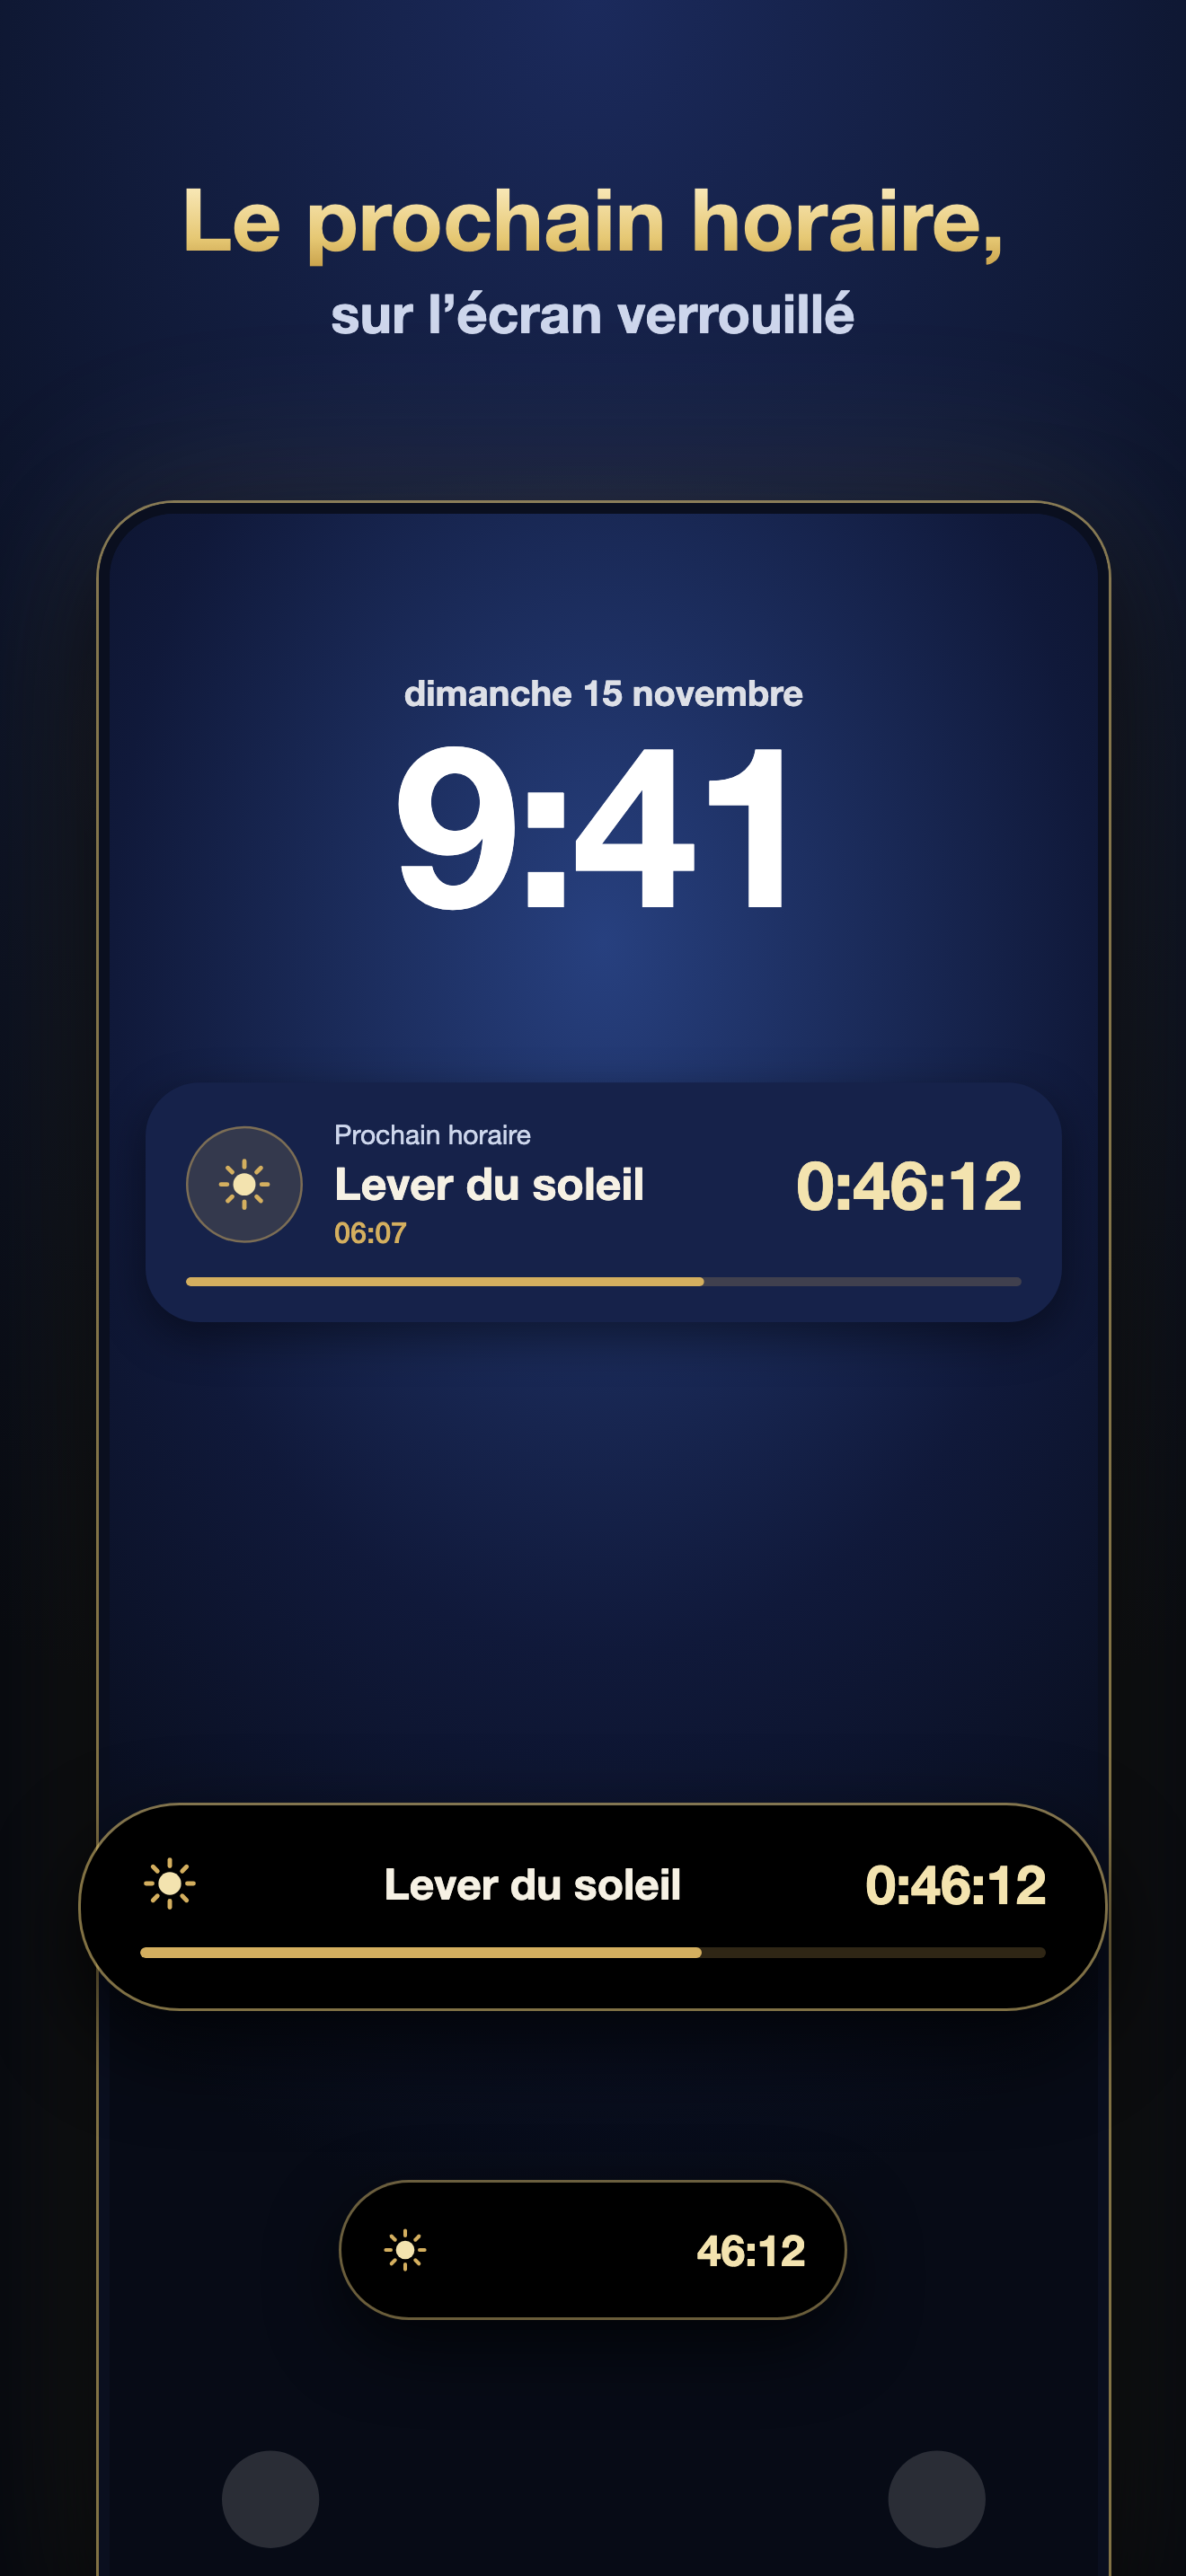 Le prochain horaire,
sur l’écran verrouillé
dimanche 15 novembre
9:41
Prochain horaire
Lever du soleil
06:07
0:46:12
Lever du soleil
0:46:12
46:12